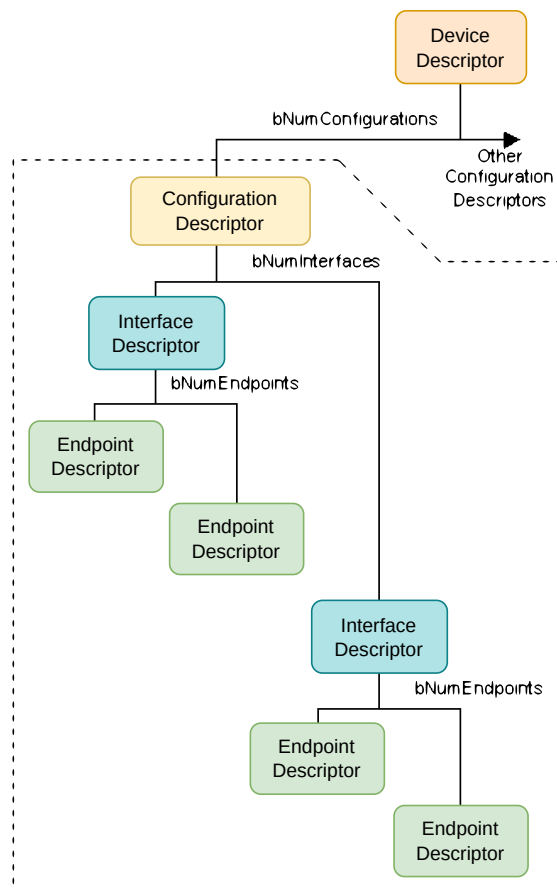 Device
Descriptor
bNumConfigurations
Other
Configuration
Descriptors
Configuration
Descriptor
bNumInterfaces
Interface
Descriptor
bNumEndpoints
Endpoint
Descriptor
Endpoint
Descriptor
Interface
Descriptor
bNumEndpoints
Endpoint
Descriptor
Endpoint
Descriptor